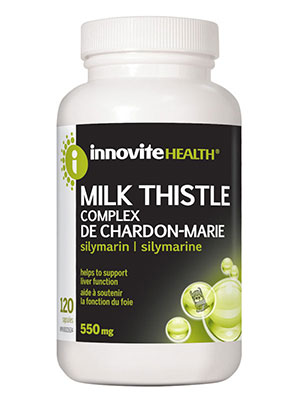 innovite HEALTH®
MILK THISTLE
COMPLEX
DE CHARDON-MARIE
silymarin | silymarine
helps to support
liver function
aide à soutenir
la fonction du foie
120
capsules
550 mg